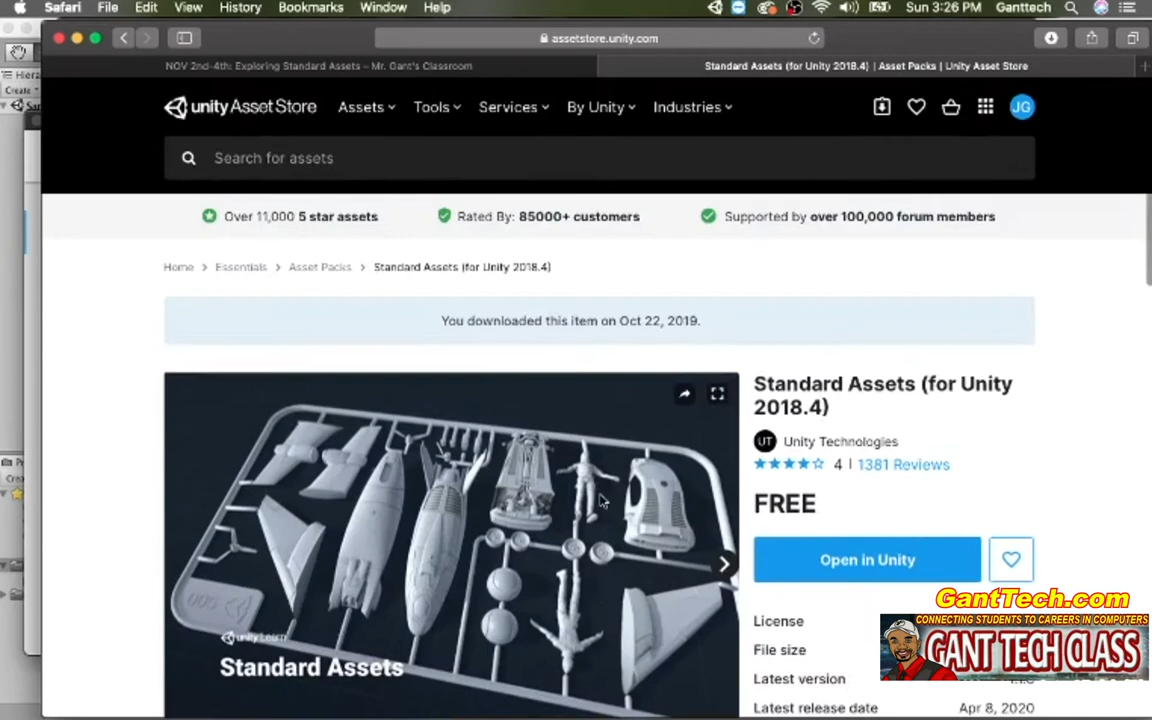 Safari File Edit View History Bookmarks Window Help Sun 3:26 PM Ganttech
assetstore.unity.com
NOV 2nd-4th: Exploring Standard Assets – Mr. Gant's Classroom
Standard Assets (for Unity 2018.4) | Asset Packs | Unity Asset Store
Hiera
Create
unity Asset Store Assets Tools Services By Unity Industries JG
Search for assets
Over 11,000 5 star assets Rated By: 85000+ customers Supported by over 100,000 forum members
Home > Essentials > Asset Packs > Standard Assets (for Unity 2018.4)
You downloaded this item on Oct 22, 2019.
Standard Assets (for Unity
2018.4)
UT Unity Technologies
4 | 1381 Reviews
FREE
Open in Unity
unity Learn
Standard Assets
License
File size
Latest version
Latest release date Apr 8, 2020
GantTech.com
CONNECTING STUDENTS TO CAREERS IN COMPUTERS
GANT TECH CLASS